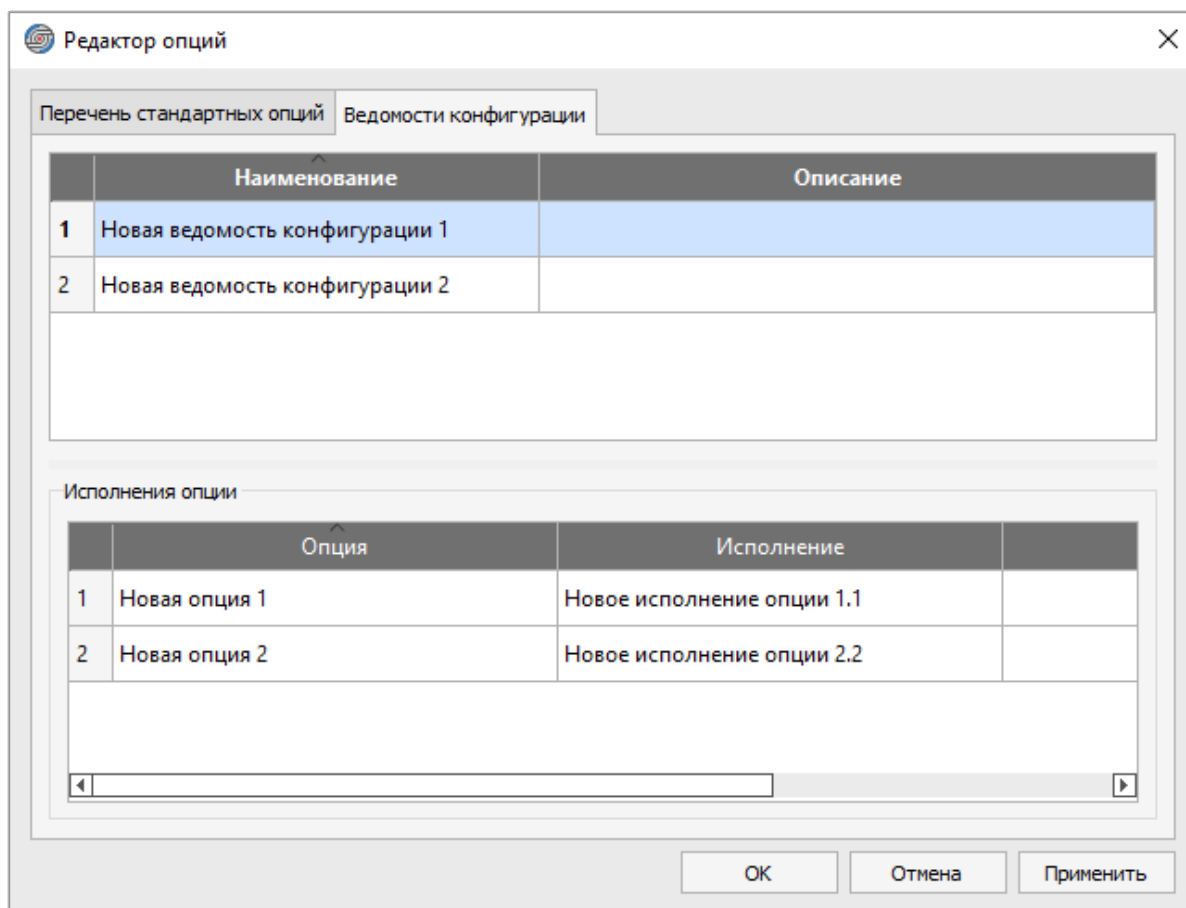 Редактор опций
Перечень стандартных опций Ведомости конфигурации
Наименование Описание
1 Новая ведомость конфигурации 1
2 Новая ведомость конфигурации 2
Исполнения опции
Опция Исполнение
1 Новая опция 1 Новое исполнение опции 1.1
2 Новая опция 2 Новое исполнение опции 2.2
ОК Отмена Применить